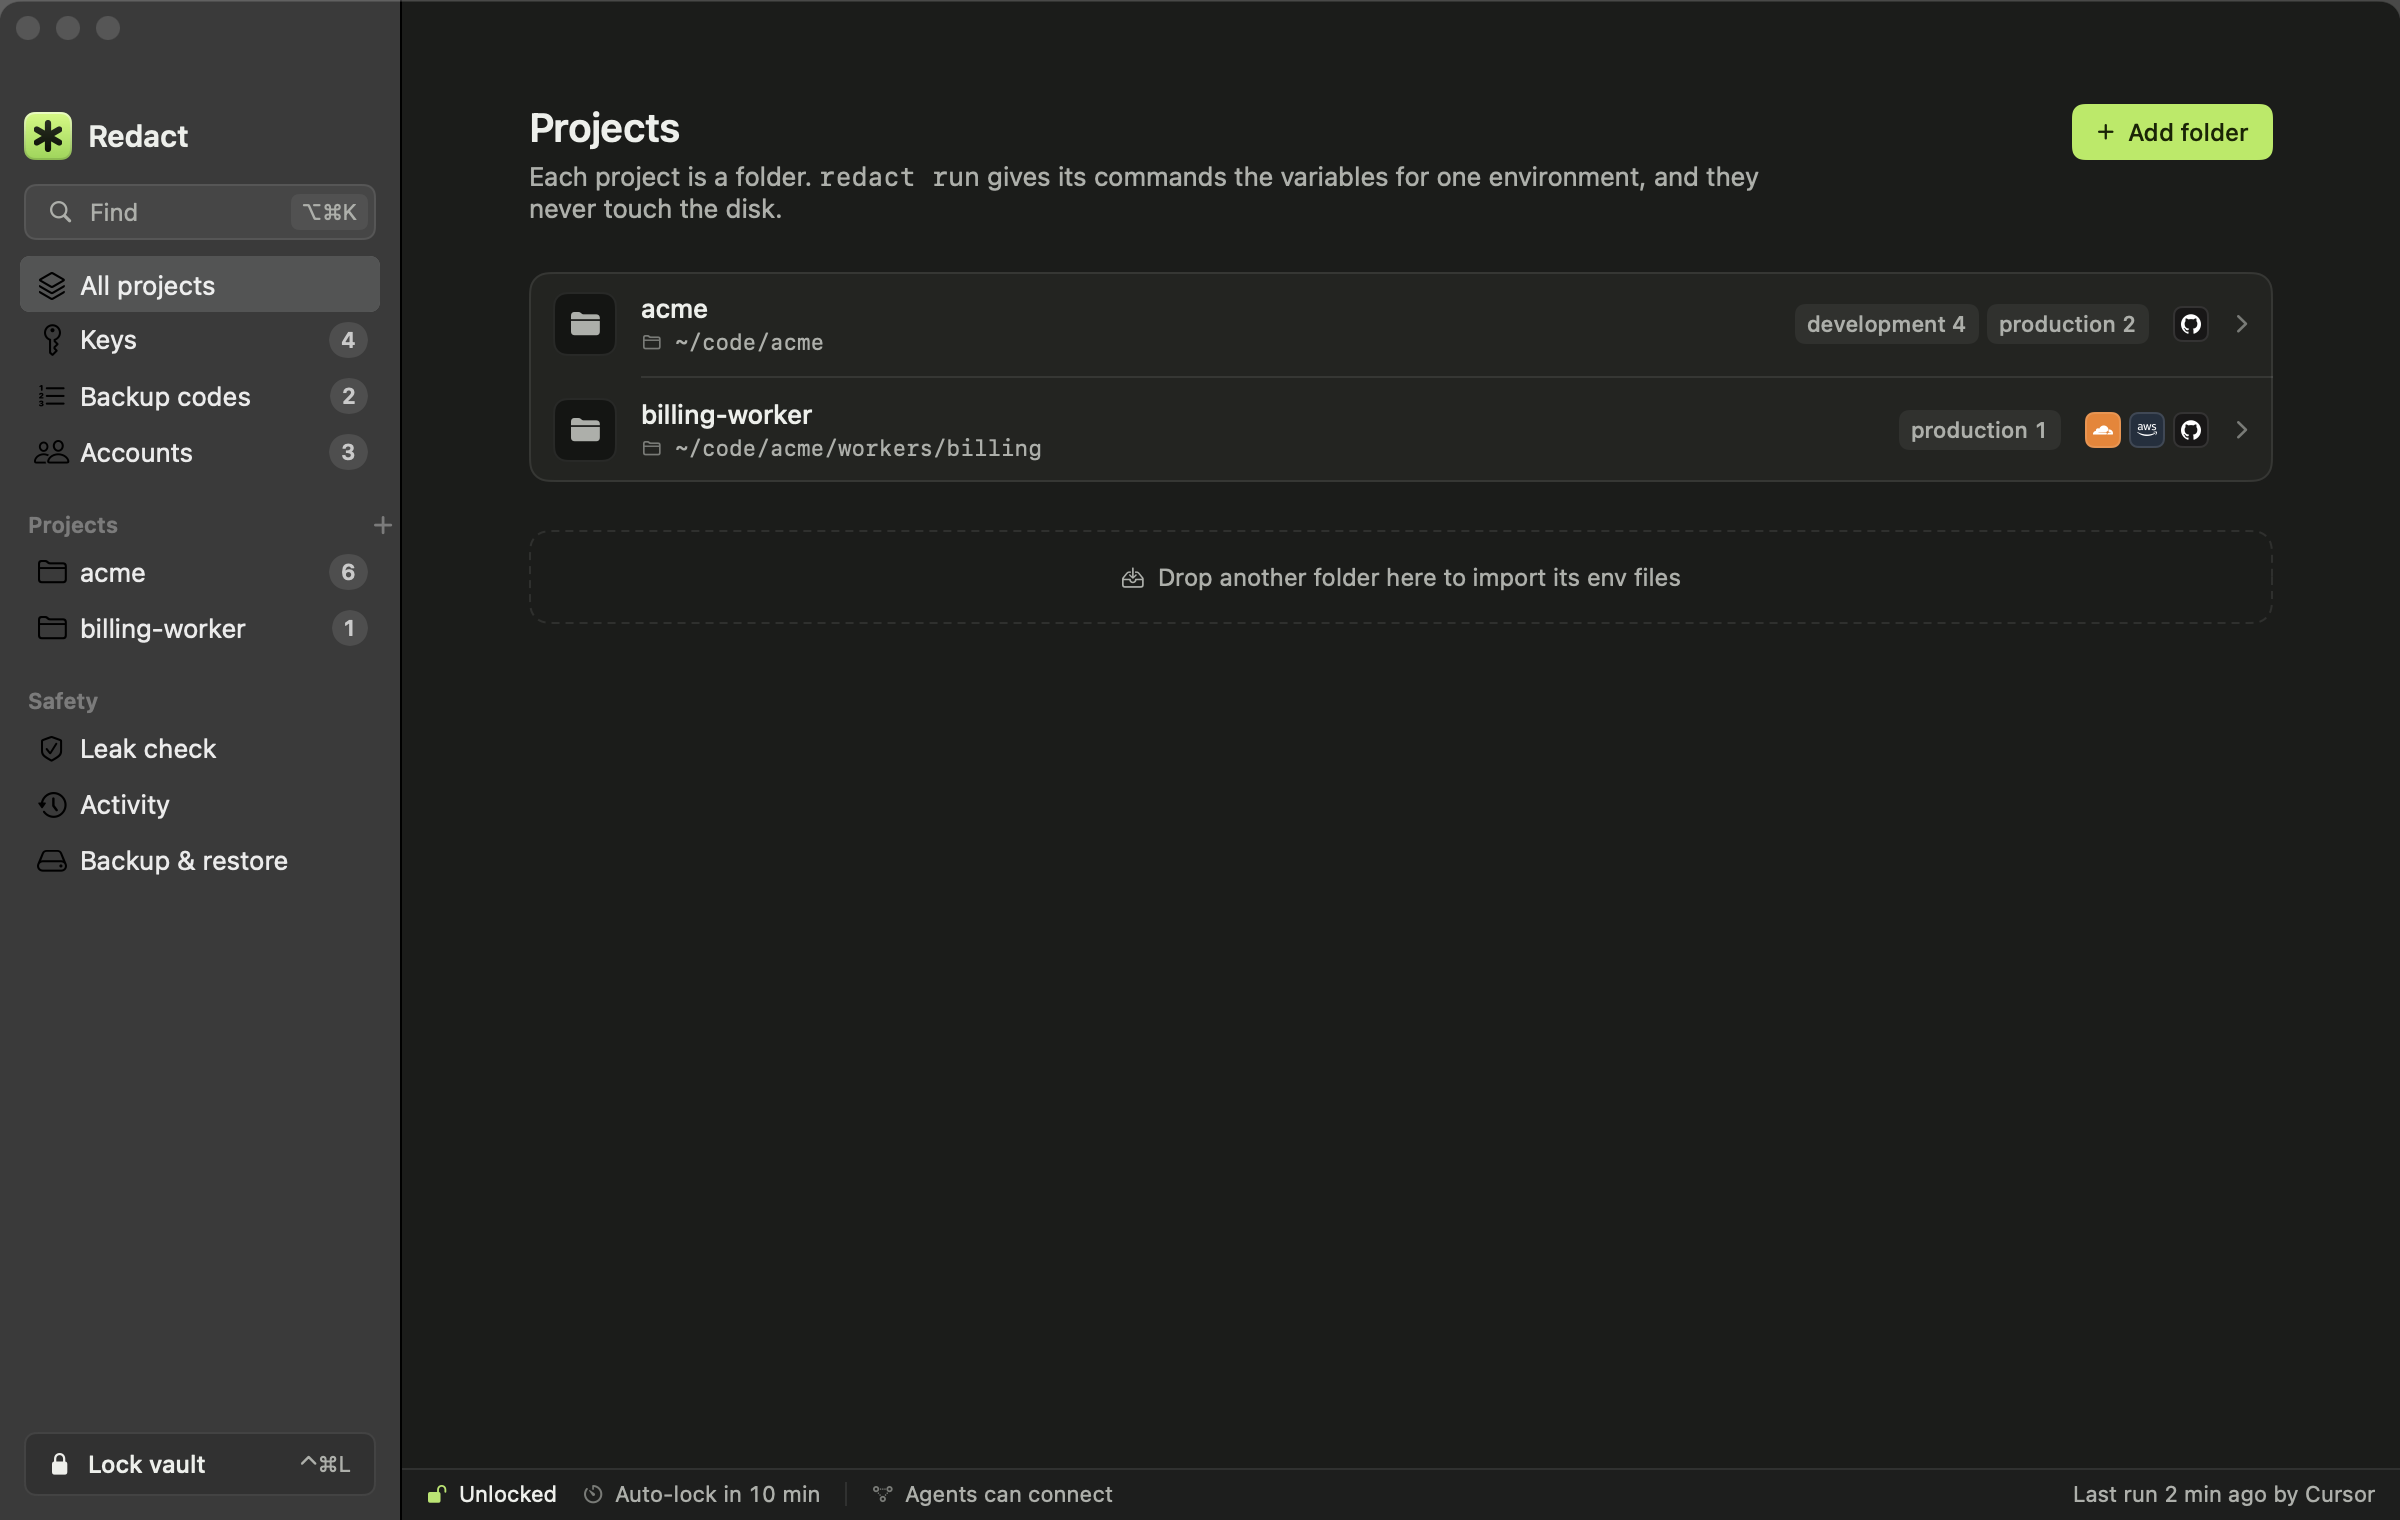 Redact
Find ⌥⌘K
All projects
Keys 4
Backup codes 2
Accounts 3
Projects +
acme 6
billing-worker 1
Safety
Leak check
Activity
Backup & restore
Lock vault ^⌘L
Projects
+ Add folder
Each project is a folder. redact run gives its commands the variables for one environment, and they
never touch the disk.
acme
~/code/acme
development 4 production 2
billing-worker
~/code/acme/workers/billing
production 1 aws
Drop another folder here to import its env files
Unlocked Auto-lock in 10 min Agents can connect Last run 2 min ago by Cursor